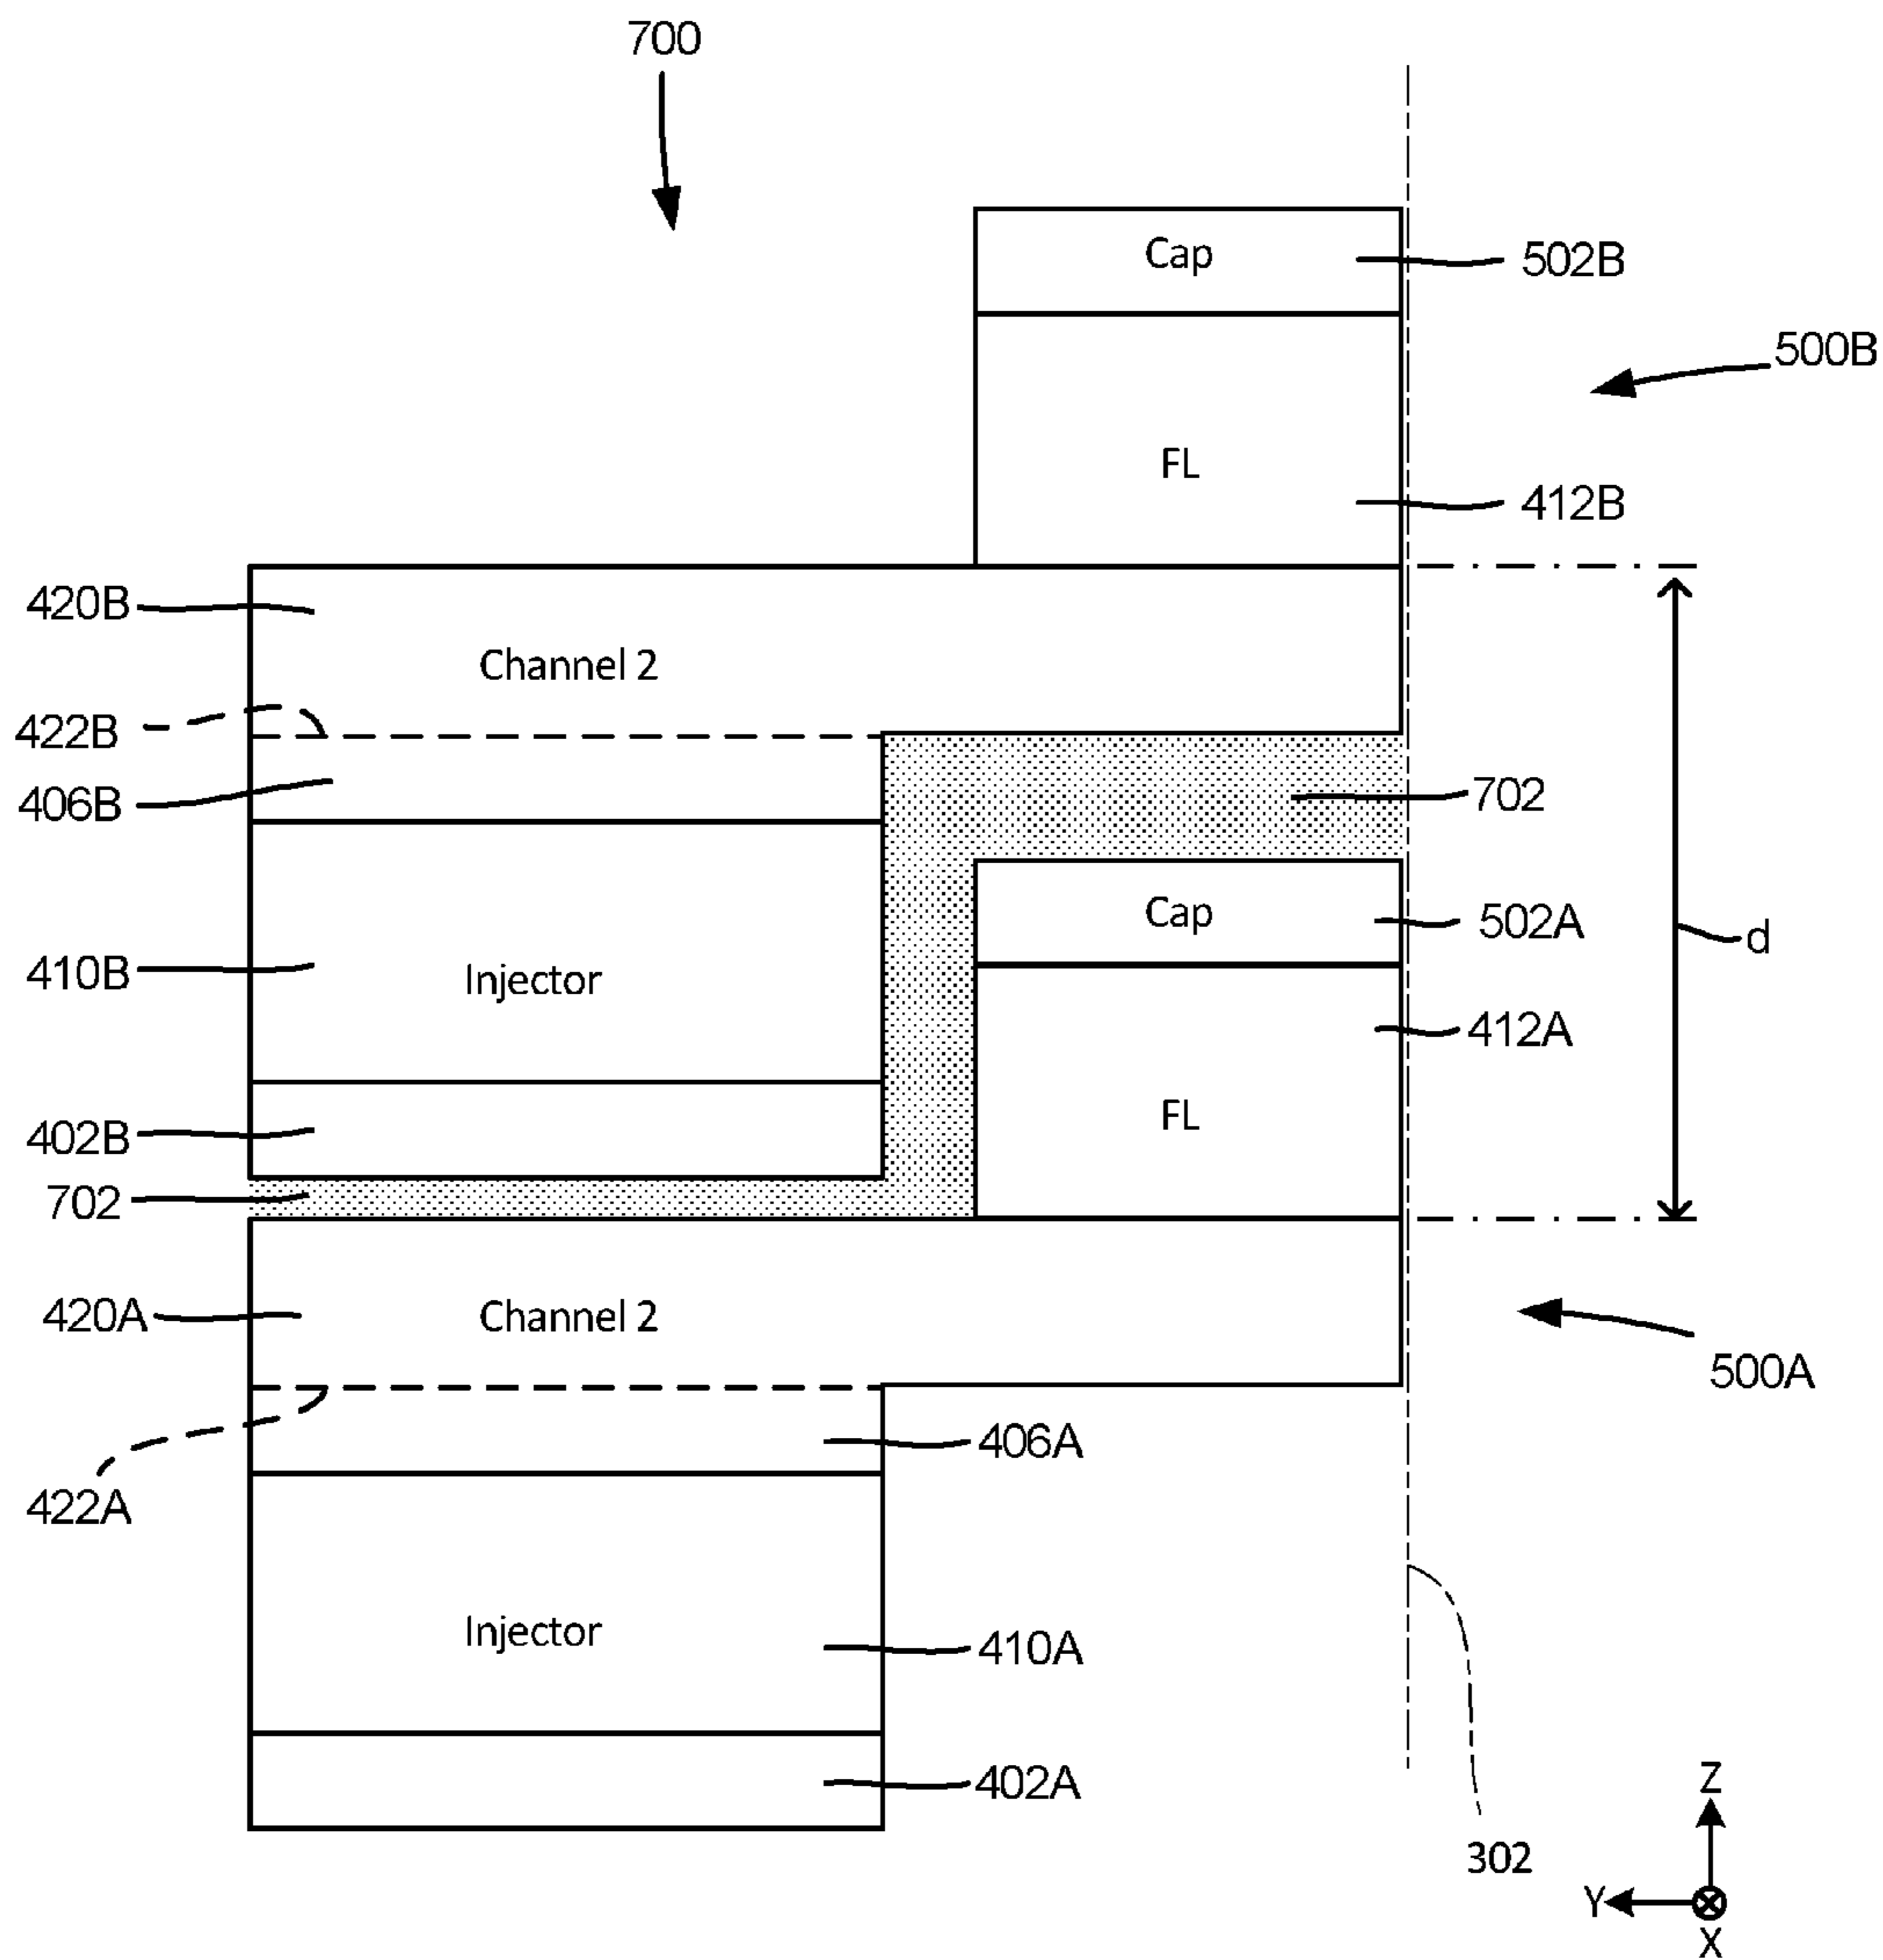 700
Cap
502B
500B
FL
412B
420B
Channel 2
422B
406B
702
Cap
502A
d
410B
Injector
412A
402B
FL
702
420A
Channel 2
500A
406A
422A
Injector
410A
402A
Z
302
Y
X